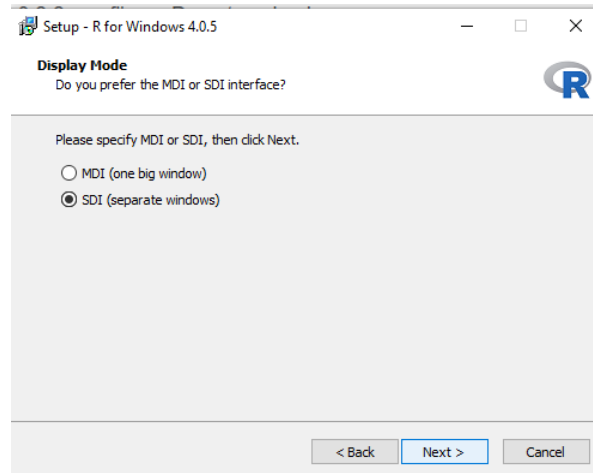 Setup - R for Windows 4.0.5
Display Mode
Do you prefer the MDI or SDI interface?
R
Please specify MDI or SDI, then click Next.
MDI (one big window)
SDI (separate windows)
< Back
Next >
Cancel